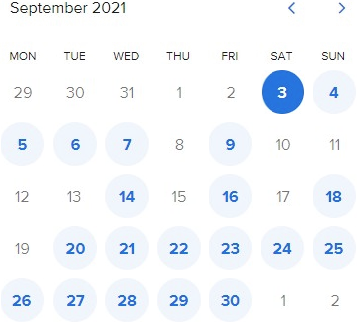 September 2021
MON TUE WED THU FRI SAT SUN
29 30 31 1 2 3 4
5 6 7 8 9 10 11
12 13 14 15 16 17 18
19 20 21 22 23 24 25
26 27 28 29 30 1 2